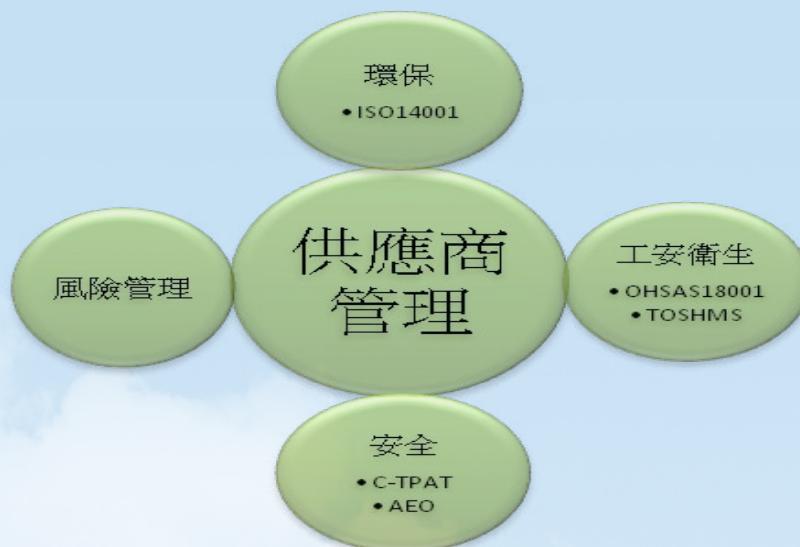 環保
• ISO14001
供應商
管理
風險管理
工安衛生
• OHSAS18001
• TOSHMS
安全
• C-TPAT
• AEO